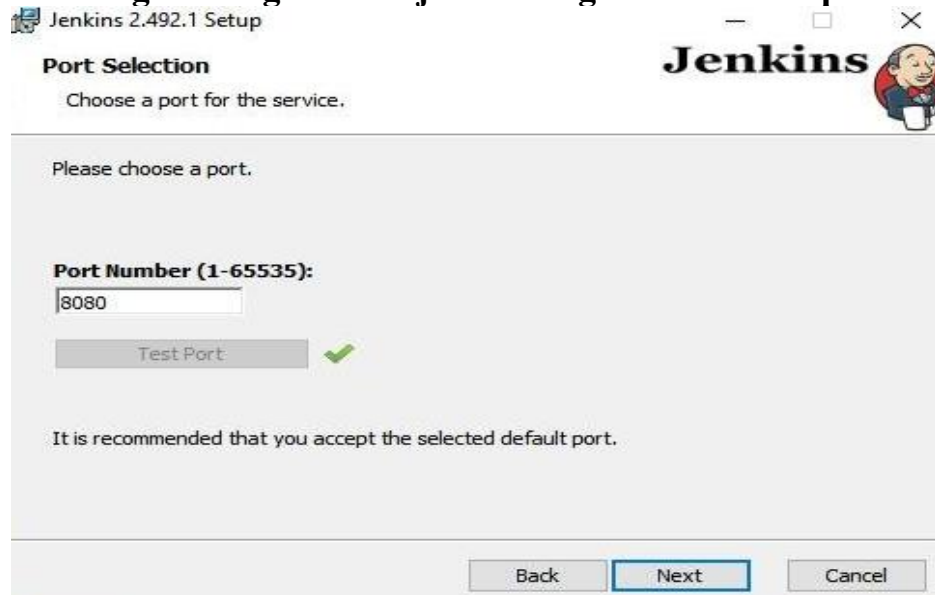 Jenkins 2.492.1 Setup
Port Selection
Jenkins
Choose a port for the service.
Please choose a port.
Port Number (1-65535):
8080
Test Port
It is recommended that you accept the selected default port.
Back Next Cancel